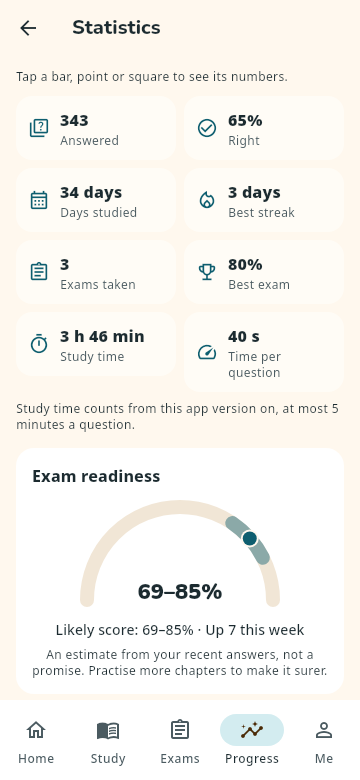 Statistics
Tap a bar, point or square to see its numbers.
343
Answered
65%
Right
34 days
Days studied
3 days
Best streak
3
Exams taken
80%
Best exam
3 h 46 min
Study time
40 s
Time per
question
Study time counts from this app version on, at most 5
minutes a question.
Exam readiness
69–85%
Likely score: 69–85% · Up 7 this week
An estimate from your recent answers, not a
promise. Practise more chapters to make it surer.
Home
Study
Exams
Progress
Me